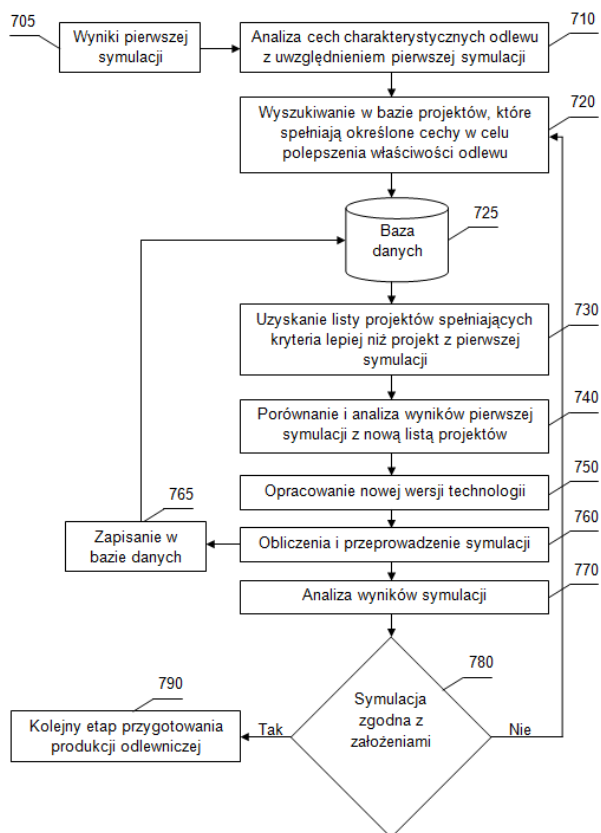 705
Wyniki pierwszej
symulacji
710
Analiza cech charakterystycznych odlewu
z uwzględnieniem pierwszej symulacji
720
Wyszukiwanie w bazie projektów, które
spełniają określone cechy w celu
polepszenia właściwości odlewu
725
Baza
danych
730
Uzyskanie listy projektów spełniających
kryteria lepiej niż projekt z pierwszej
symulacji
740
Porównanie i analiza wyników pierwszej
symulacji z nową listą projektów
750
Opracowanie nowej wersji technologii
760
Obliczenia i przeprowadzenie symulacji
765
Zapisanie w
bazie danych
770
Analiza wyników symulacji
780
Symulacja
zgodna z
założeniami
Tak
Nie
790
Kolejny etap przygotowania
produkcji odlewniczej